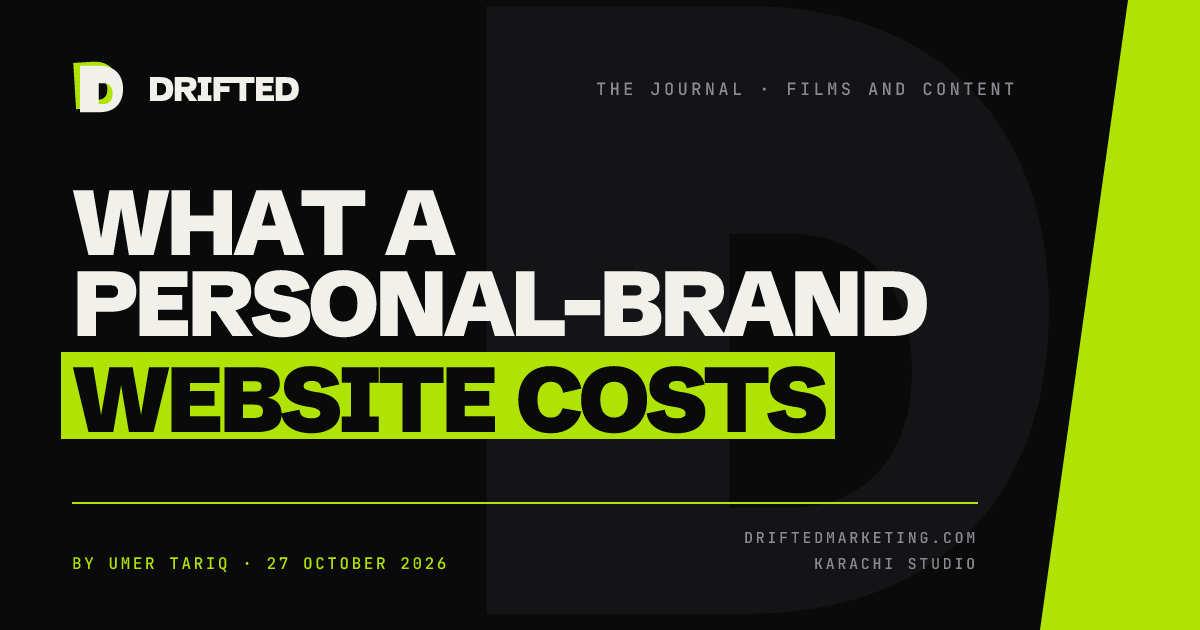 DRIFTED
THE JOURNAL · FILMS AND CONTENT
WHAT A
PERSONAL-BRAND
WEBSITE COSTS
DRIFTEDMARKETING.COM
BY UMER TARIQ · 27 OCTOBER 2026
KARACHI STUDIO